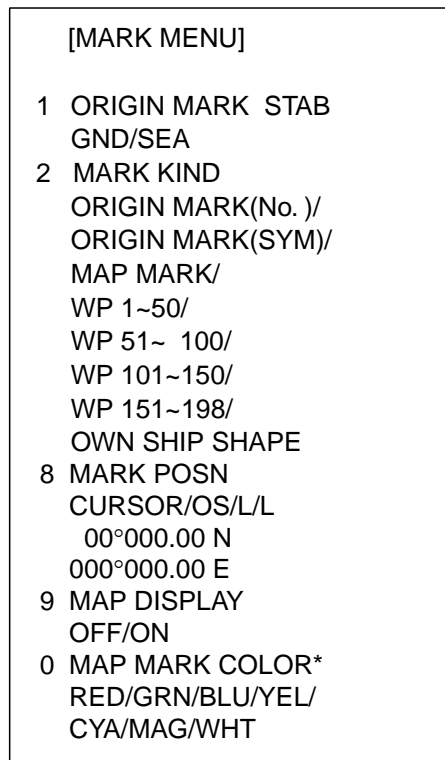 [MARK MENU]
1 ORIGIN MARK STAB
GND/SEA
2 MARK KIND
ORIGIN MARK(No. )/
ORIGIN MARK(SYM)/
MAP MARK/
WP 1~50/
WP 51~ 100/
WP 101~150/
WP 151~198/
OWN SHIP SHAPE
8 MARK POSN
CURSOR/OS/L/L
00°000.00 N
000°000.00 E
9 MAP DISPLAY
OFF/ON
0 MAP MARK COLOR*
RED/GRN/BLU/YEL/
CYA/MAG/WHT